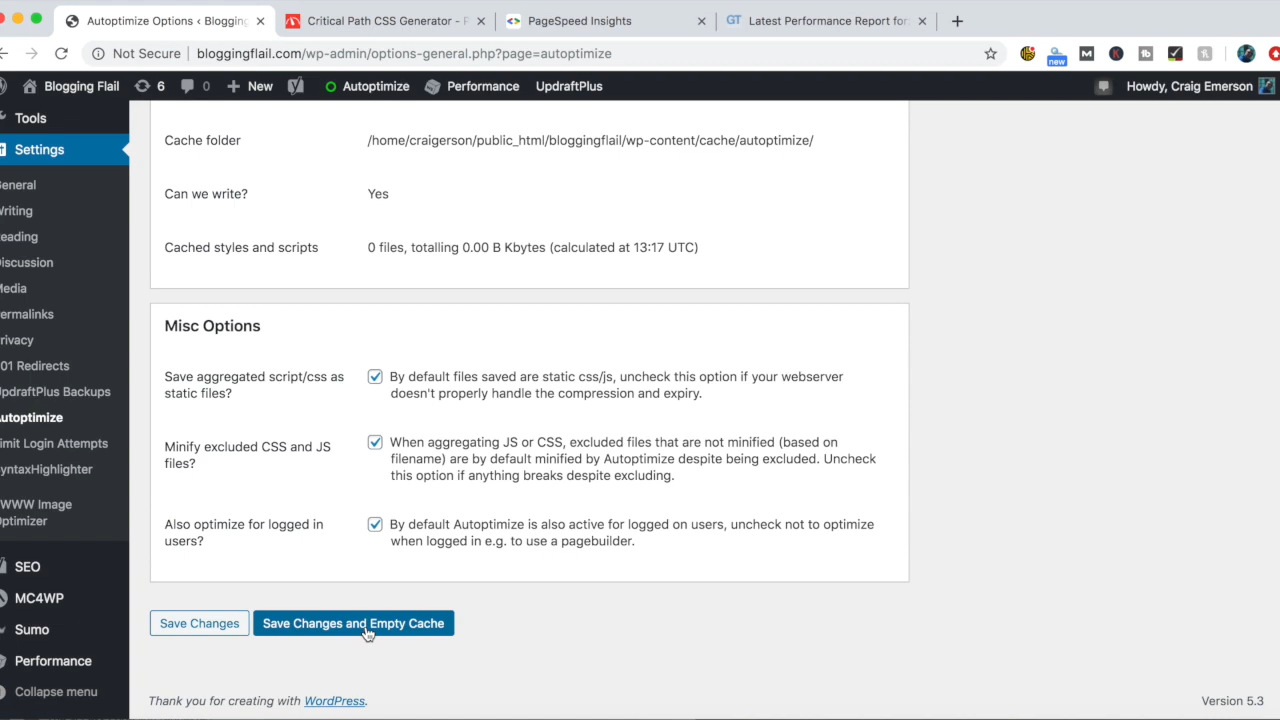 Autoptimize Options ‹ Blogging
Critical Path CSS Generator - P
PageSpeed Insights
GT Latest Performance Report for
Not Secure | bloggingflail.com/wp-admin/options-general.php?page=autoptimize
new
Blogging Flail 6 0 New Autoptimize Performance UpdraftPlus Howdy, Craig Emerson
Tools
Settings
eneral
Vriting
eading
iscussion
Media
ermalinks
rivacy
01 Redirects
JpdraftPlus Backups
utoptimize
imit Login Attempts
yntaxHighlighter
WWW Image
ptimizer
SEO
MC4WP
Sumo
Performance
Collapse menu
Cache folder /home/craigerson/public_html/bloggingflail/wp-content/cache/autoptimize/
Can we write? Yes
Cached styles and scripts 0 files, totalling 0.00 B Kbytes (calculated at 13:17 UTC)
Misc Options
Save aggregated script/css as
static files?
By default files saved are static css/js, uncheck this option if your webserver
doesn't properly handle the compression and expiry.
Minify excluded CSS and JS
files?
When aggregating JS or CSS, excluded files that are not minified (based on
filename) are by default minified by Autoptimize despite being excluded. Uncheck
this option if anything breaks despite excluding.
Also optimize for logged in
users?
By default Autoptimize is also active for logged on users, uncheck not to optimize
when logged in e.g. to use a pagebuilder.
Save Changes Save Changes and Empty Cache
Thank you for creating with WordPress. Version 5.3